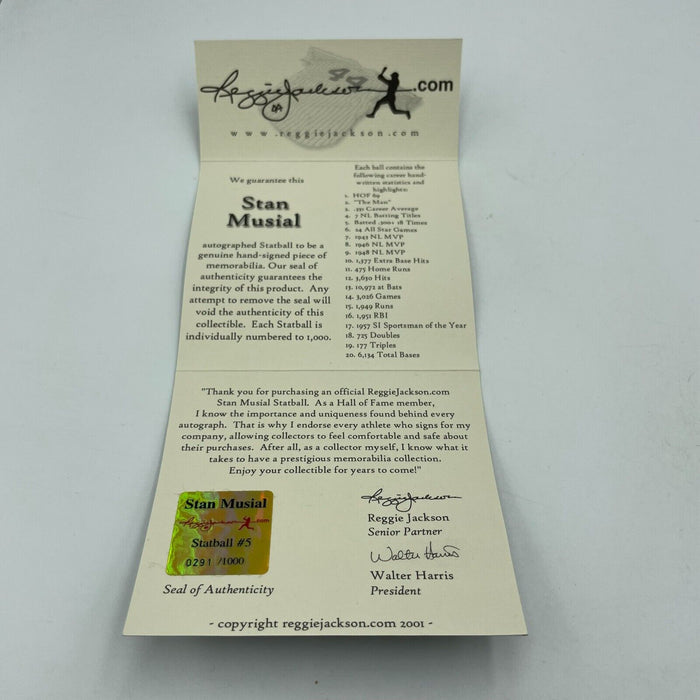 ReggieJackson 44 .com
www.reggiejackson.com
We guarantee this
Stan
Musial
autographed Statball to be a
genuine hand-signed piece of
memorabilia. Our seal of
authenticity guarantees the
integrity of this product. Any
attempt to remove the seal will
void the authenticity of this
collectible. Each Statball is
individually numbered to 1,000.
Each ball contains the
following career hand-
written statistics and
highlights:
1. HOF 69
2. "The Man"
3. .331 Career Average
4. 7 NL Batting Titles
5. Batted .300+ 18 Times
6. 24 All Star Games
7. 1943 NL MVP
8. 1946 NL MVP
9. 1948 NL MVP
10. 1,377 Extra Base Hits
11. 475 Home Runs
12. 3,630 Hits
13. 10,972 at Bats
14. 3,026 Games
15. 1,949 Runs
16. 1,951 RBI
17. 1957 SI Sportsman of the Year
18. 725 Doubles
19. 177 Triples
20. 6,134 Total Bases
"Thank you for purchasing an official ReggieJackson.com
Stan Musial Statball. As a Hall of Fame member,
I know the importance and uniqueness found behind every
autograph. That is why I endorse every athlete who signs for my
company, allowing collectors to feel comfortable and safe about
their purchases. After all, as a collector myself, I know what it
takes to have a prestigious memorabilia collection.
Enjoy your collectible for years to come!"
Stan Musial
ReggieJackson.com
Statball #5
0291 /1000
Seal of Authenticity
Reggie Jackson
Reggie Jackson
Senior Partner
Walter Harris
Walter Harris
President
- copyright reggiejackson.com 2001 -